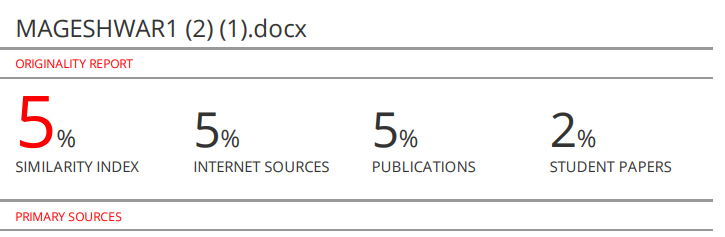 MAGESHWAR1 (2) (1).docx
ORIGINALITY REPORT
5% 5% 5% 2%
SIMILARITY INDEX INTERNET SOURCES PUBLICATIONS STUDENT PAPERS
PRIMARY SOURCES